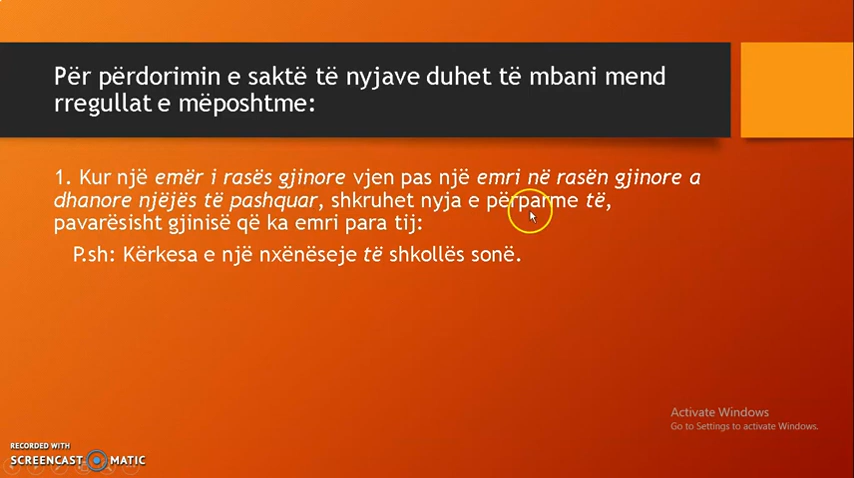 Për përdorimin e saktë të nyjave duhet të mbani mend
rregullat e mëposhtme:
1. Kur një emër i rasës gjinore vjen pas një emri në rasën gjinore a
dhanore njëjës të pashquar, shkruhet nyja e përparme të,
pavarësisht gjinisë që ka emri para tij:
P.sh: Kërkesa e një nxënëseje të shkollës sonë.
Activate Windows
Go to Settings to activate Windows.
RECORDED WITH
SCREENCAST MATIC